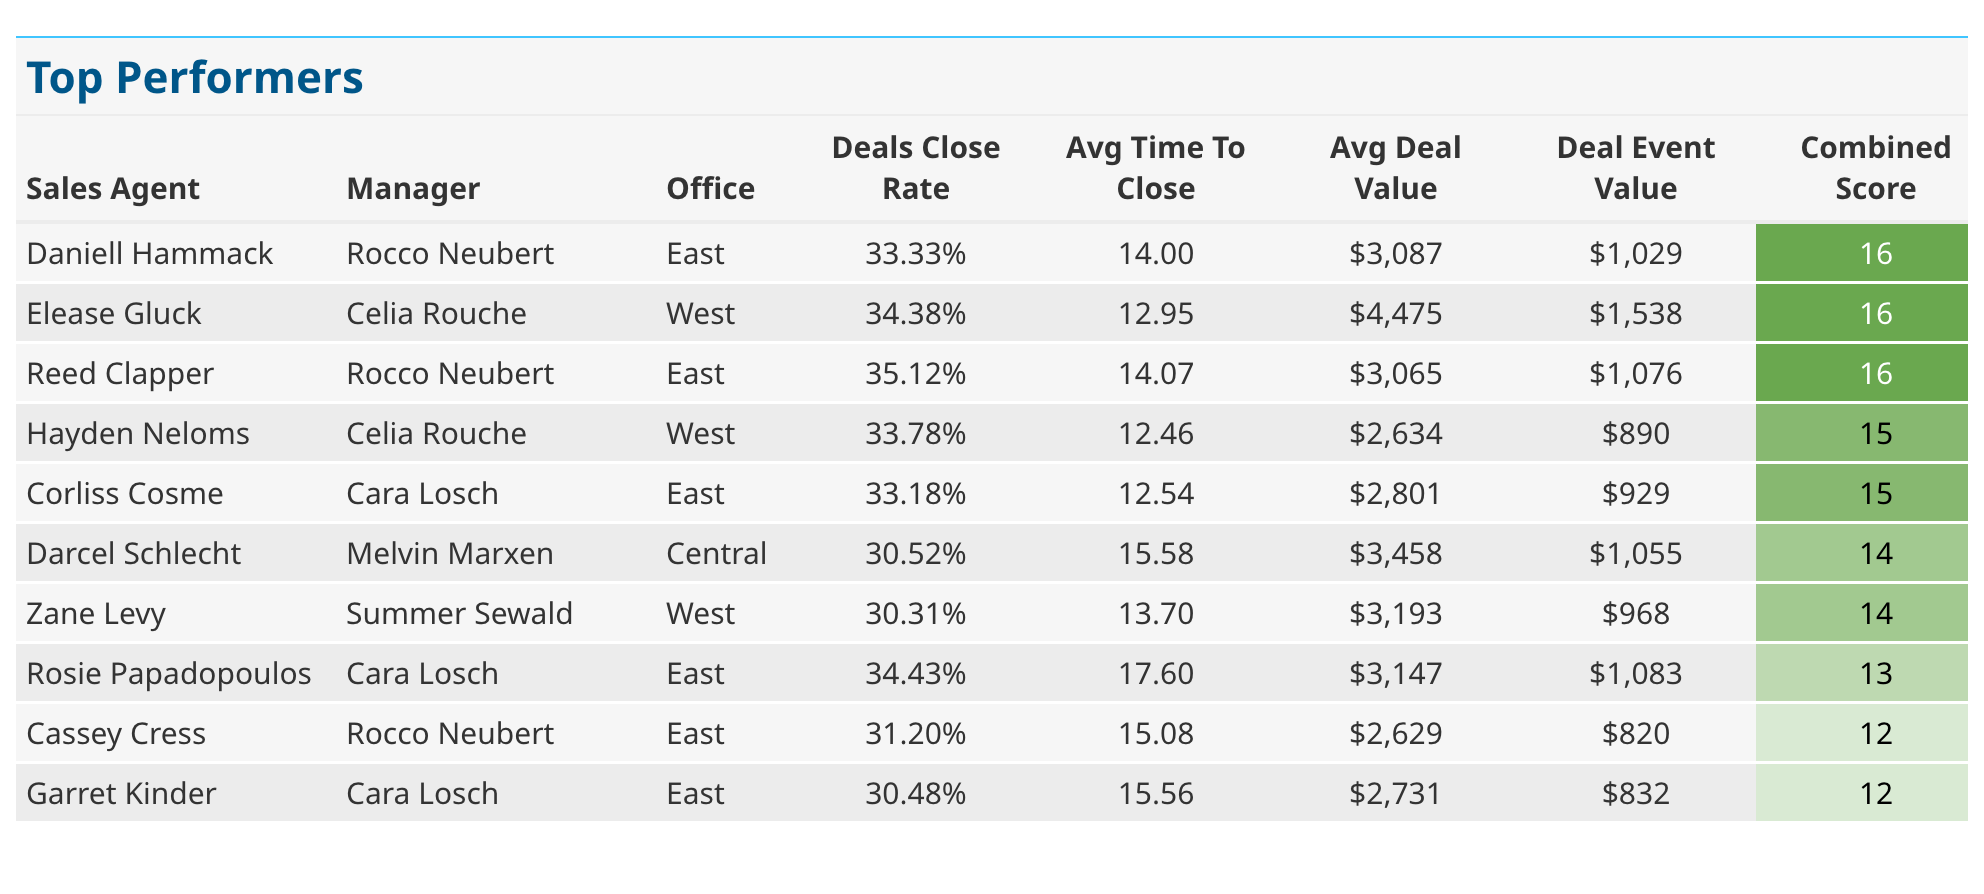 Top Performers
Sales Agent Manager Office Deals Close Rate Avg Time To Close Avg Deal Value Deal Event Value Combined Score
Daniell Hammack Rocco Neubert East 33.33% 14.00 $3,087 $1,029 16
Elease Gluck Celia Rouche West 34.38% 12.95 $4,475 $1,538 16
Reed Clapper Rocco Neubert East 35.12% 14.07 $3,065 $1,076 16
Hayden Neloms Celia Rouche West 33.78% 12.46 $2,634 $890 15
Corliss Cosme Cara Losch East 33.18% 12.54 $2,801 $929 15
Darcel Schlecht Melvin Marxen Central 30.52% 15.58 $3,458 $1,055 14
Zane Levy Summer Sewald West 30.31% 13.70 $3,193 $968 14
Rosie Papadopoulos Cara Losch East 34.43% 17.60 $3,147 $1,083 13
Cassey Cress Rocco Neubert East 31.20% 15.08 $2,629 $820 12
Garret Kinder Cara Losch East 30.48% 15.56 $2,731 $832 12